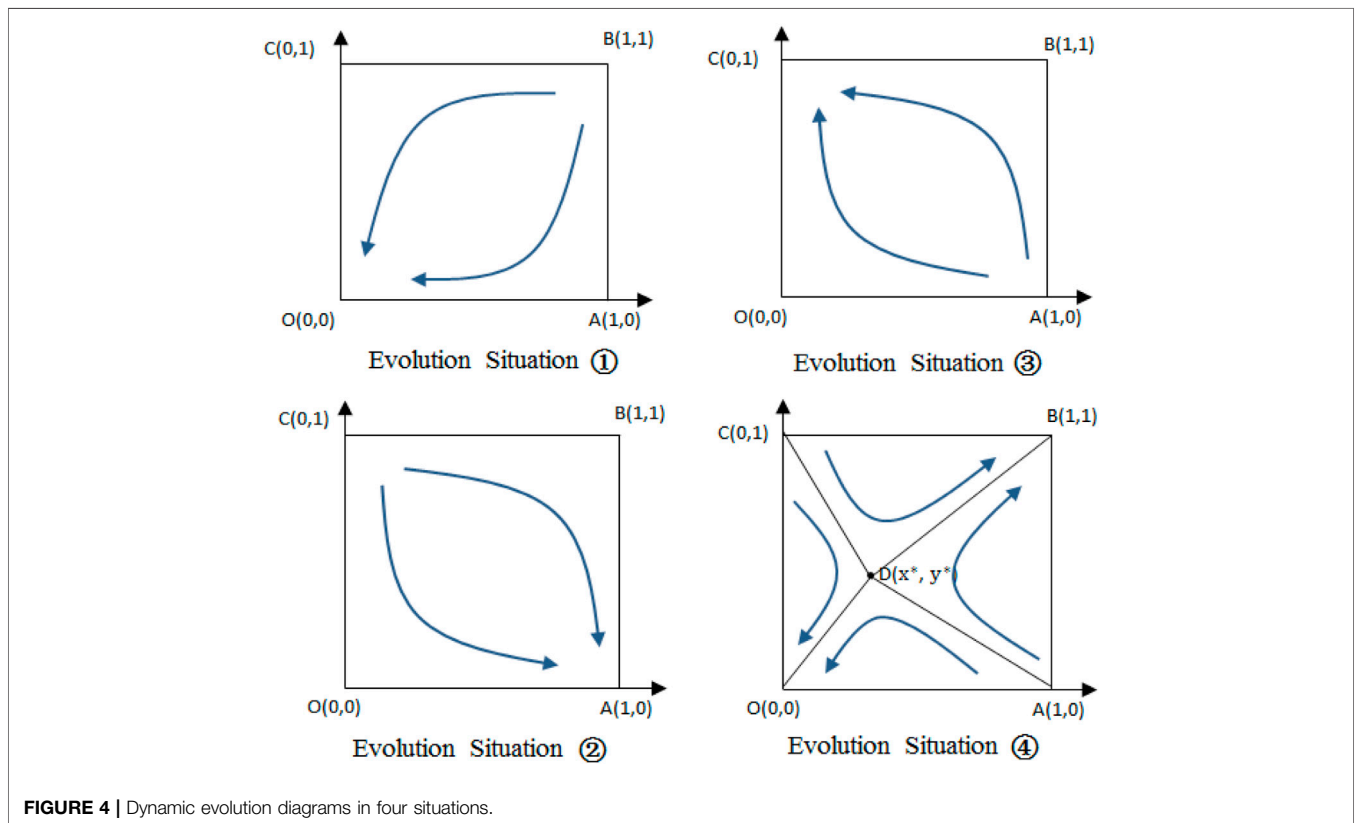 C(0,1)
B(1,1)
O(0,0)
A(1,0)
Evolution Situation ①
C(0,1)
B(1,1)
O(0,0)
A(1,0)
Evolution Situation ③
C(0,1)
B(1,1)
O(0,0)
A(1,0)
Evolution Situation ②
C(0,1)
B(1,1)
D(x*, y*)
O(0,0)
A(1,0)
Evolution Situation ④
FIGURE 4 | Dynamic evolution diagrams in four situations.